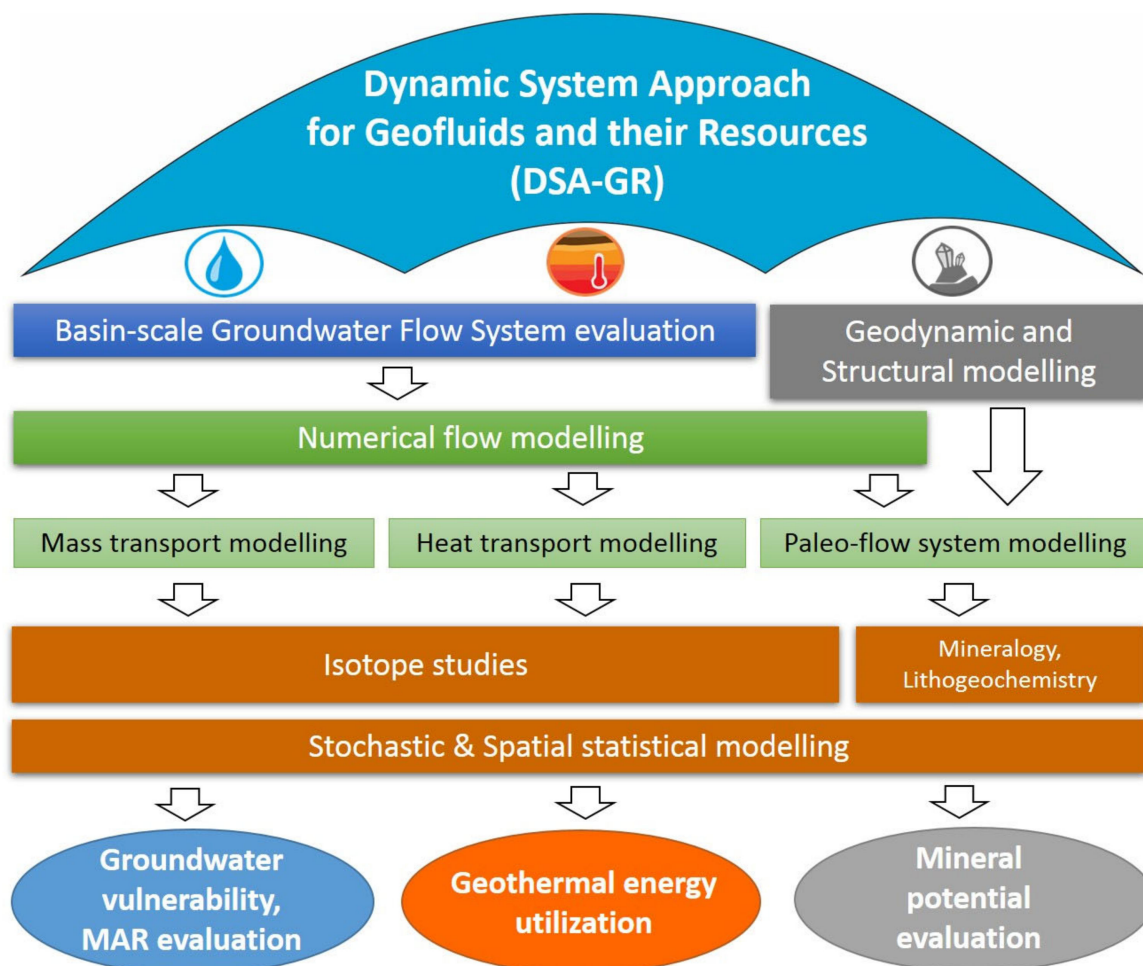 Dynamic System Approach
for Geofluids and their Resources
(DSA-GR)
Basin-scale Groundwater Flow System evaluation
Geodynamic and
Structural modelling
Numerical flow modelling
Mass transport modelling
Heat transport modelling
Paleo-flow system modelling
Isotope studies
Mineralogy,
Lithogeochemistry
Stochastic & Spatial statistical modelling
Groundwater
vulnerability,
MAR evaluation
Geothermal energy
utilization
Mineral
potential
evaluation